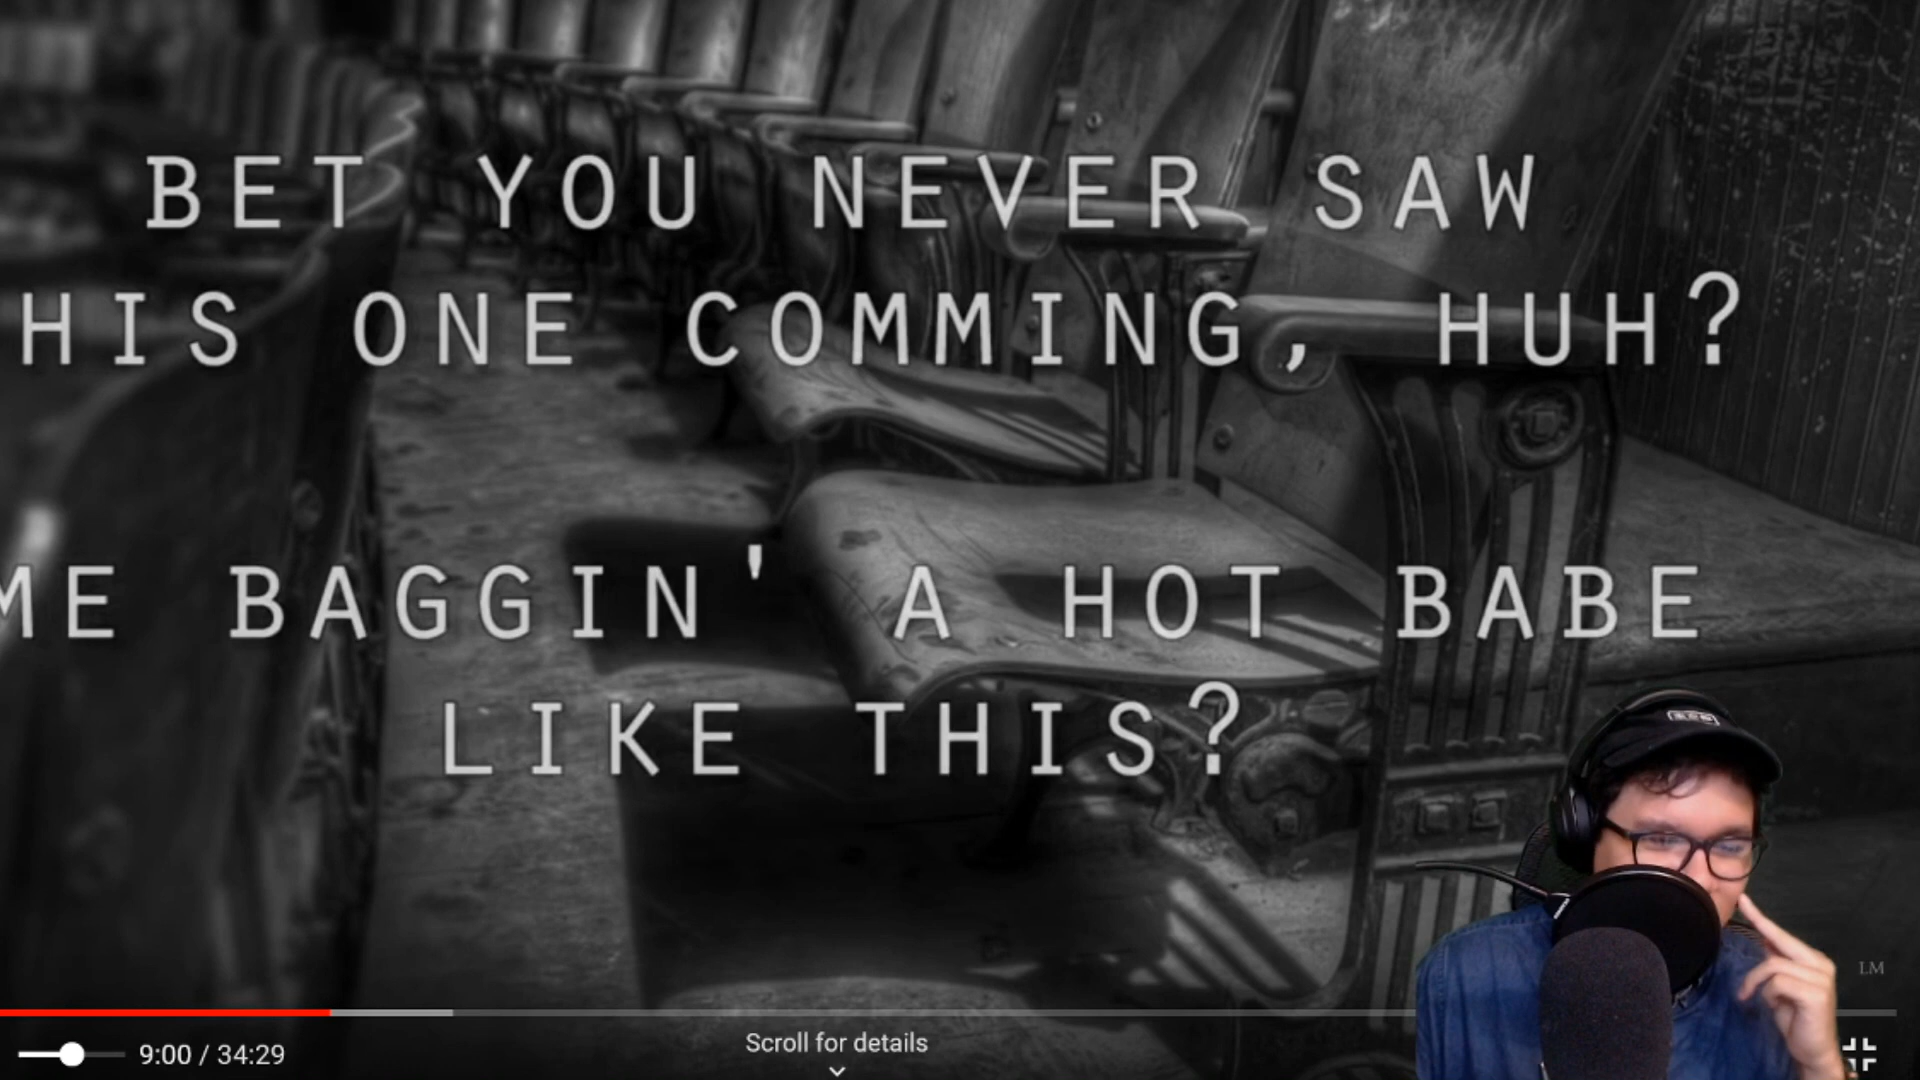 BET YOU NEVER SAW
HIS ONE COMMING, HUH?
ME BAGGIN' A HOT BABE
LIKE THIS?
LM
9:00 / 34:29
Scroll for details